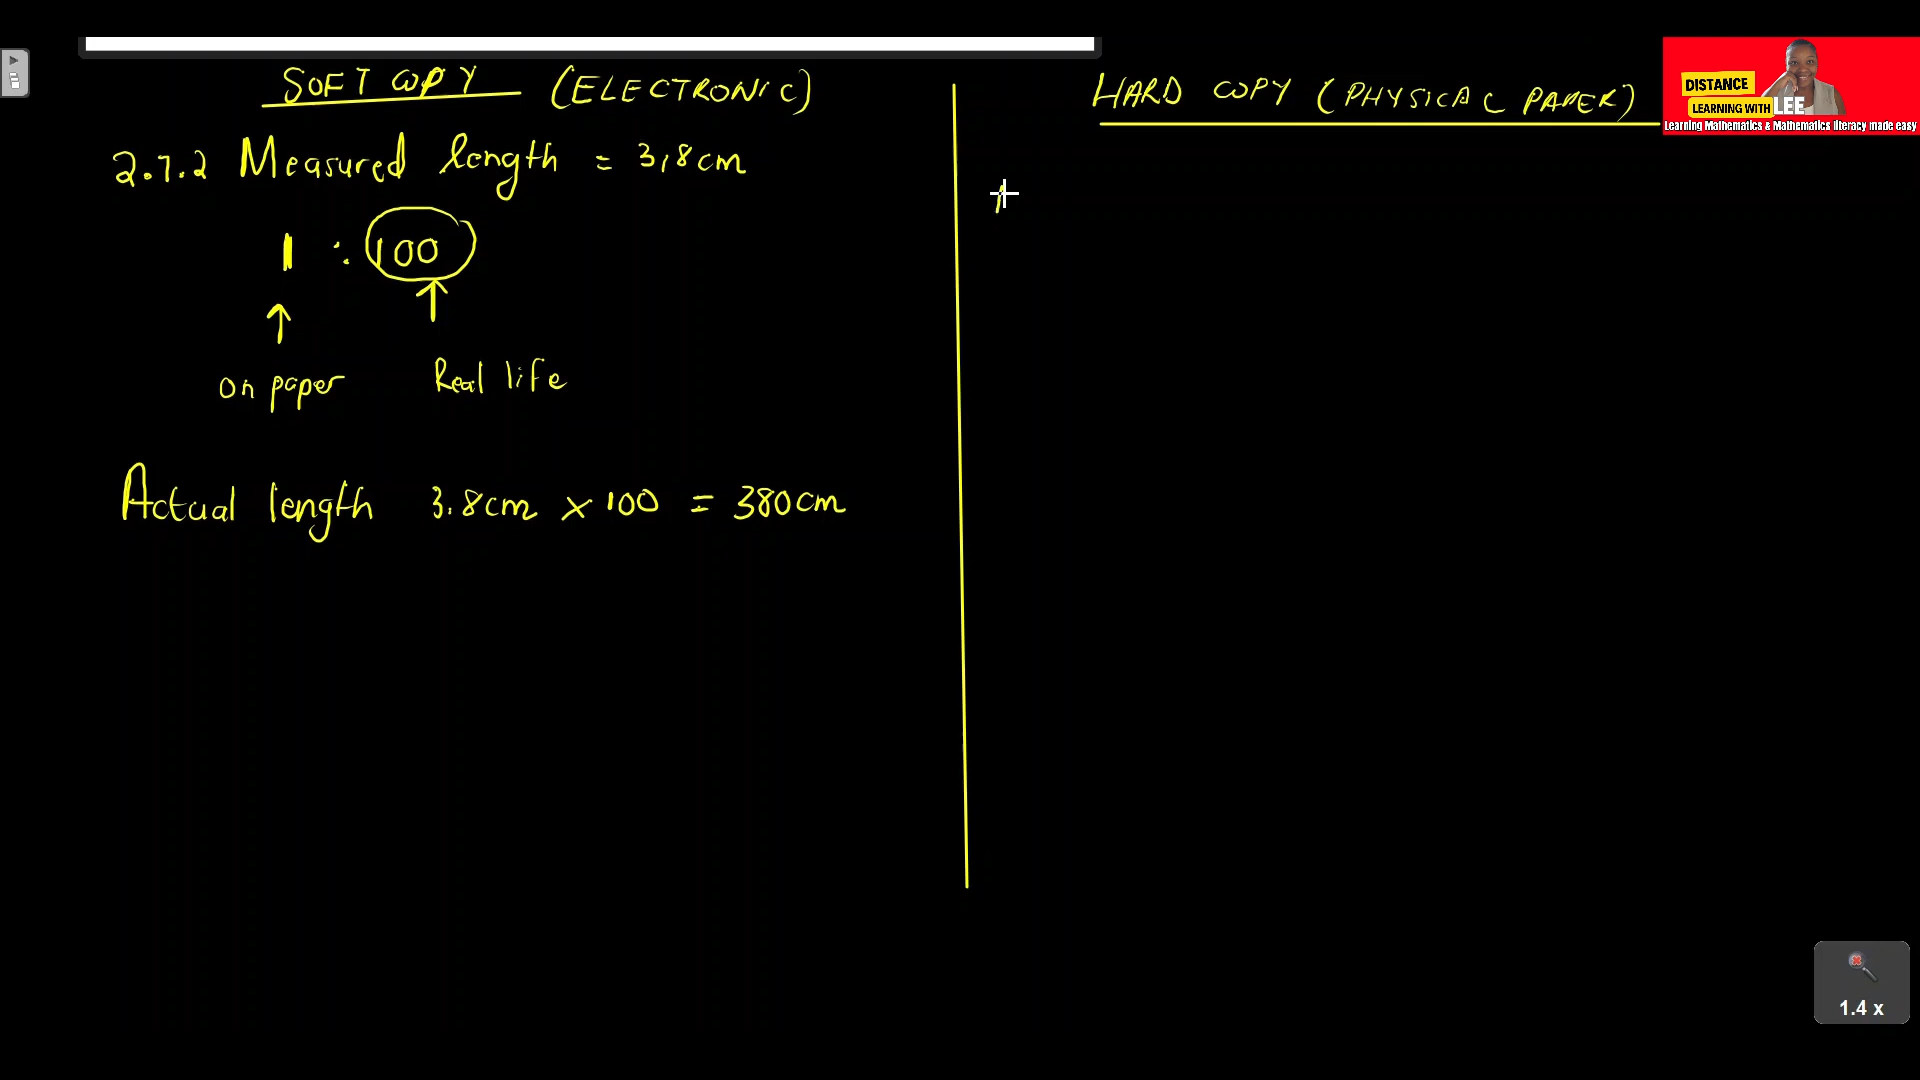 SOFT COPY (ELECTRONIC)
2.7.2 Measured length = 3,8cm
1 : 100
on paper Real life
Actual length 3.8cm × 100 = 380cm
HARD COPY (PHYSICAL PAPER)
DISTANCE
LEARNING WITH LEE
Learning Mathematics & Mathematics literacy made easy
1.4 x